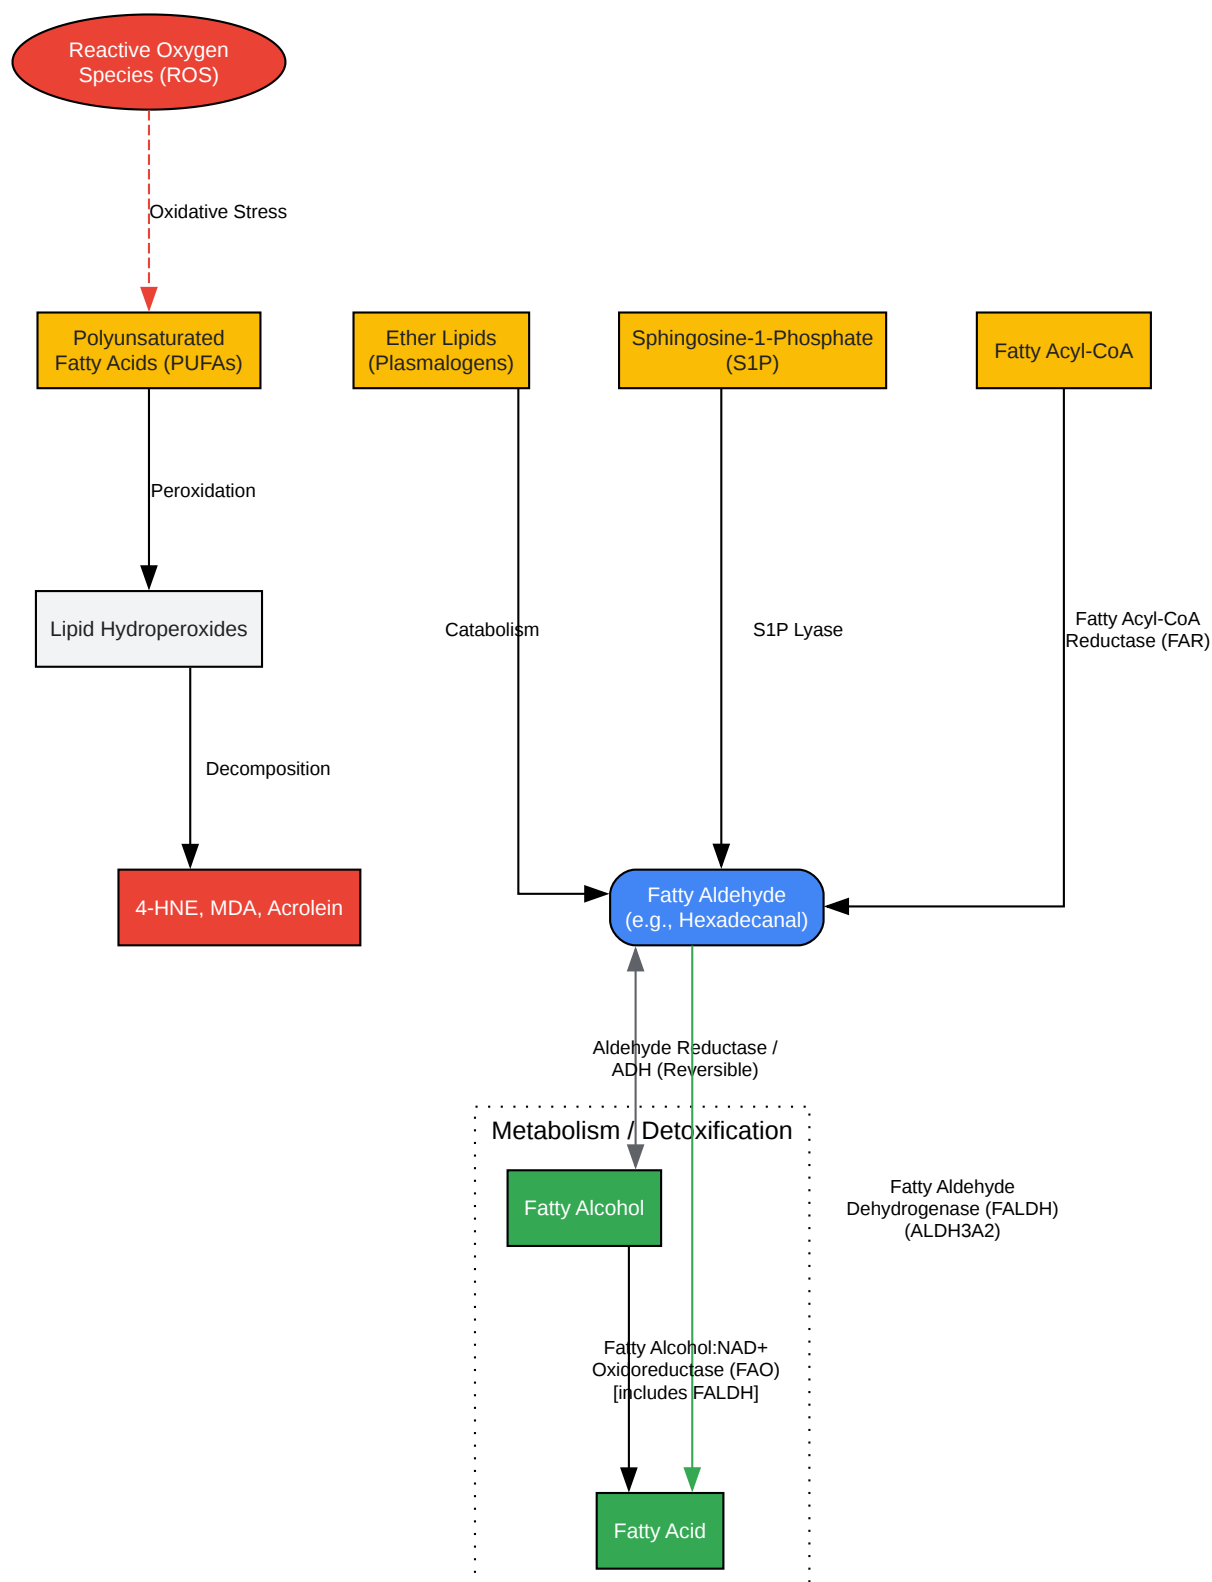 Reactive Oxygen
Species (ROS)
Oxidative Stress
Polyunsaturated
Fatty Acids (PUFAs)
Ether Lipids
(Plasmalogens)
Sphingosine-1-Phosphate
(S1P)
Fatty Acyl-CoA
Peroxidation
Lipid Hydroperoxides
Catabolism
S1P Lyase
Fatty Acyl-CoA
Reductase (FAR)
Decomposition
4-HNE, MDA, Acrolein
Fatty Aldehyde
(e.g., Hexadecanal)
Aldehyde Reductase /
ADH (Reversible)
Metabolism / Detoxification
Fatty Alcohol
Fatty Aldehyde
Dehydrogenase (FALDH)
(ALDH3A2)
Fatty Alcohol:NAD+
Oxidoreductase (FAO)
[includes FALDH]
Fatty Acid